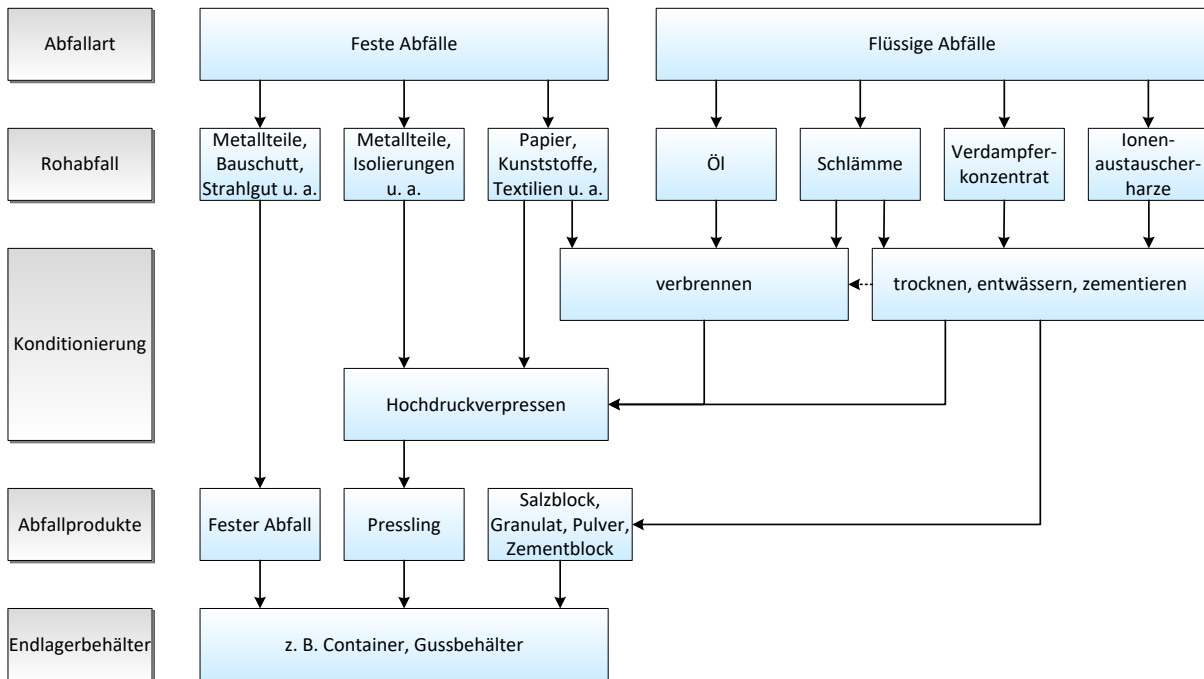 Abfallart
Feste Abfälle
Flüssige Abfälle
Rohabfall
Metallteile,
Bauschutt,
Strahlgut u. a.
Metallteile,
Isolierungen
u. a.
Papier,
Kunststoffe,
Textilien u. a.
Öl
Schlämme
Verdampfer-
konzentrat
Ionen-
austauscher-
harze
Konditionierung
verbrennen
trocknen, entwässern, zementieren
Hochdruckverpressen
Abfallprodukte
Fester Abfall
Pressling
Salzblock,
Granulat, Pulver,
Zementblock
Endlagerbehälter
z. B. Container, Gussbehälter